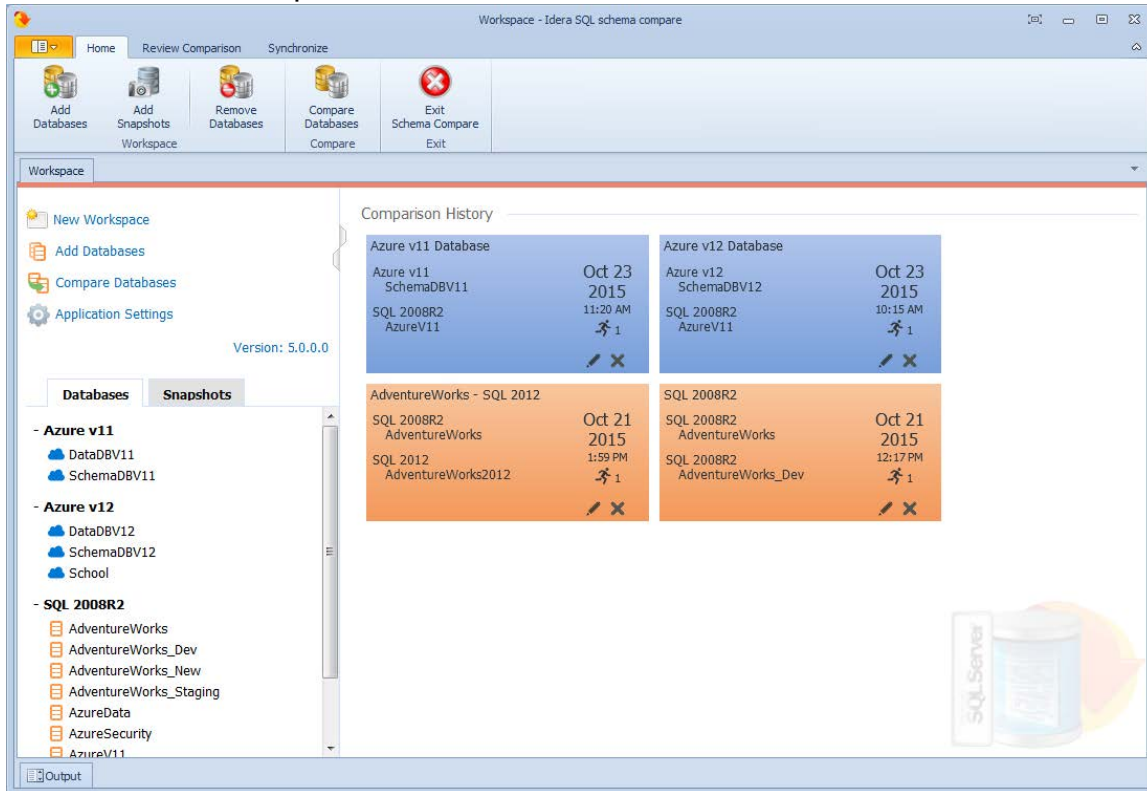 Workspace - Idera SQL schema compare
Home Review Comparison Synchronize
Add Databases
Add Snapshots
Remove Databases
Compare Databases
Exit Schema Compare
Workspace Compare Exit
Workspace
New Workspace
Add Databases
Compare Databases
Application Settings
Version: 5.0.0.0
Databases Snapshots
- Azure v11
DataDBV11
SchemaDBV11
- Azure v12
DataDBV12
SchemaDBV12
School
- SQL 2008R2
AdventureWorks
AdventureWorks_Dev
AdventureWorks_New
AdventureWorks_Staging
AzureData
AzureSecurity
AzureV11
Comparison History
Azure v11 Database
Azure v11
SchemaDBV11
SQL 2008R2
AzureV11
Oct 23
2015
11:20 AM
1
Azure v12 Database
Azure v12
SchemaDBV12
SQL 2008R2
AzureV11
Oct 23
2015
10:15 AM
1
AdventureWorks - SQL 2012
SQL 2008R2
AdventureWorks
SQL 2012
AdventureWorks2012
Oct 21
2015
1:59 PM
1
SQL 2008R2
SQL 2008R2
AdventureWorks
SQL 2008R2
AdventureWorks_Dev
Oct 21
2015
12:17 PM
1
SQLServer
Output